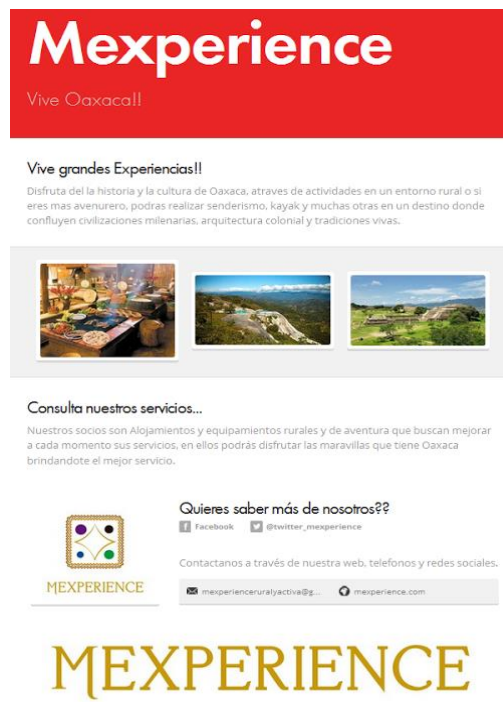 Mexperience
Vive Oaxaca!!
Vive grandes Experiencias!!
Disfruta del la historia y la cultura de Oaxaca, atraves de actividades en un entorno rural o si
eres mas avenurero, podras realizar senderismo, kayak y muchas otras en un destino donde
confluyen civilizaciones milenarias, arquitectura colonial y tradiciones vivas.
Consulta nuestros servicios...
Nuestros socios son Alojamientos y equipamientos rurales y de aventura que buscan mejorar
a cada momento sus servicios, en ellos podrás disfrutar las maravillas que tiene Oaxaca
brindandote el mejor servicio.
Quieres saber más de nosotros??
Facebook @twitter_mexperience
Contactanos a través de nuestra web, telefonos y redes sociales.
mexperienceruralyactiva@g... mexperience.com
MEXPERIENCE
MEXPERIENCE